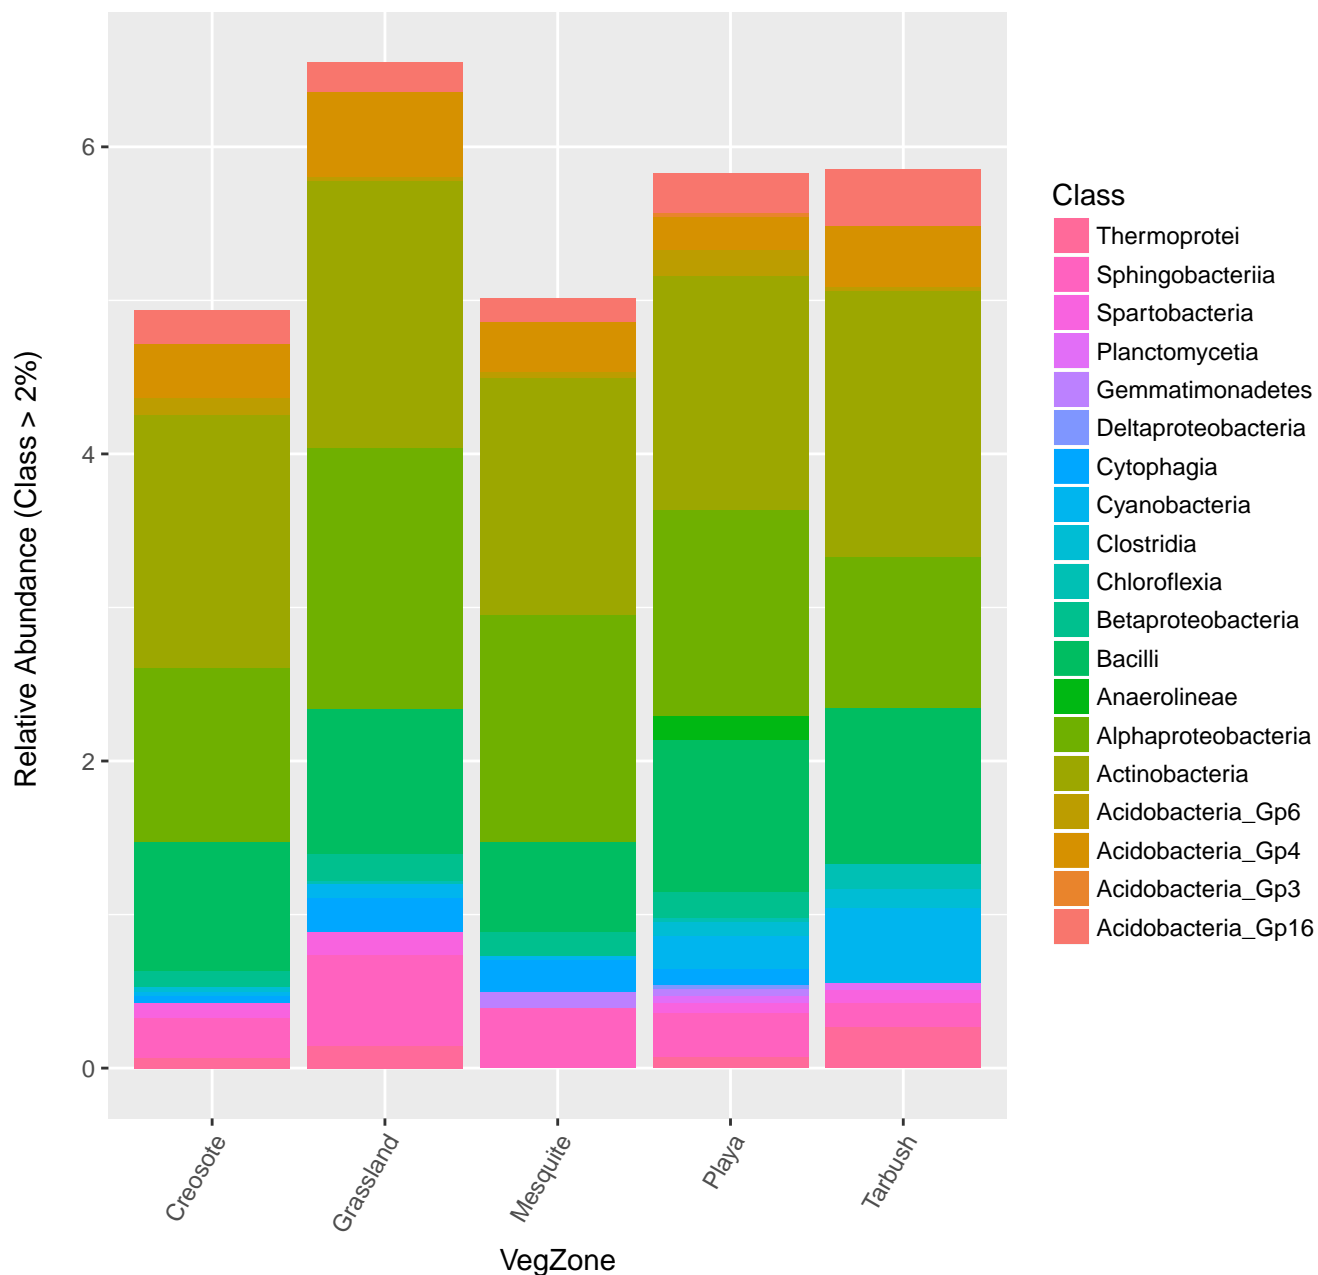 Relative Abundance (Class > 2%)
6
4
2
0
Creosote
Grassland
Mesquite
Playa
Tarbush
VegZone
Class
Thermoprotei
Sphingobacteriia
Spartobacteria
Planctomycetia
Gemmatimonadetes
Deltaproteobacteria
Cytophagia
Cyanobacteria
Clostridia
Chloroflexia
Betaproteobacteria
Bacilli
Anaerolineae
Alphaproteobacteria
Actinobacteria
Acidobacteria_Gp6
Acidobacteria_Gp4
Acidobacteria_Gp3
Acidobacteria_Gp16